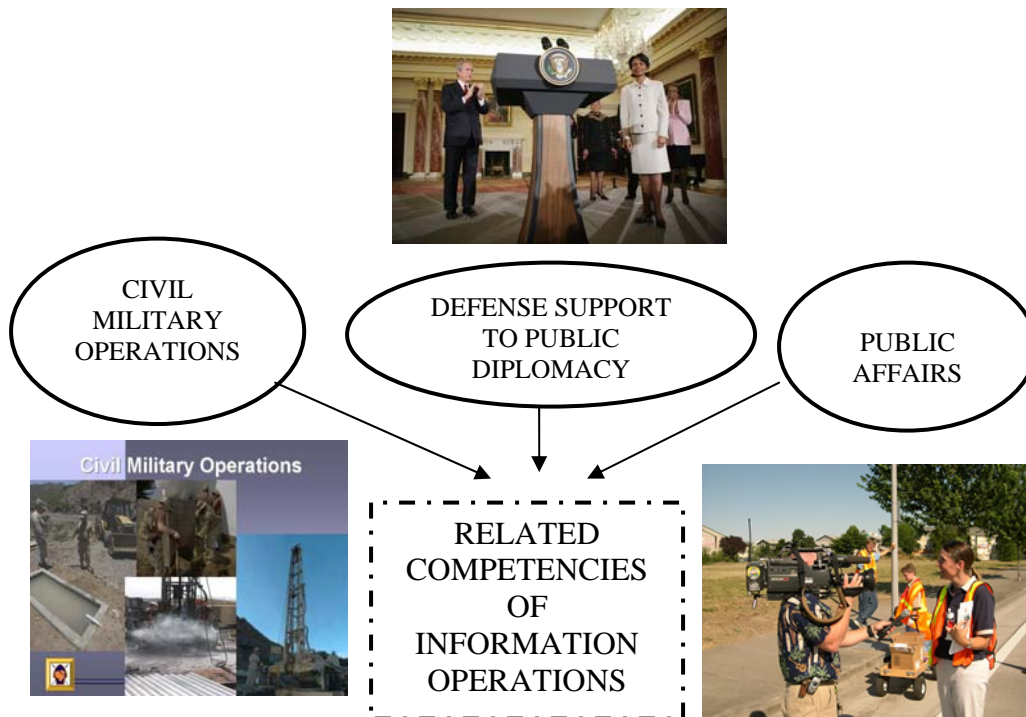 CIVIL
MILITARY
OPERATIONS
DEFENSE SUPPORT
TO PUBLIC
DIPLOMACY
PUBLIC
AFFAIRS
Civil Military Operations
RELATED
COMPETENCIES
OF
INFORMATION
OPERATIONS